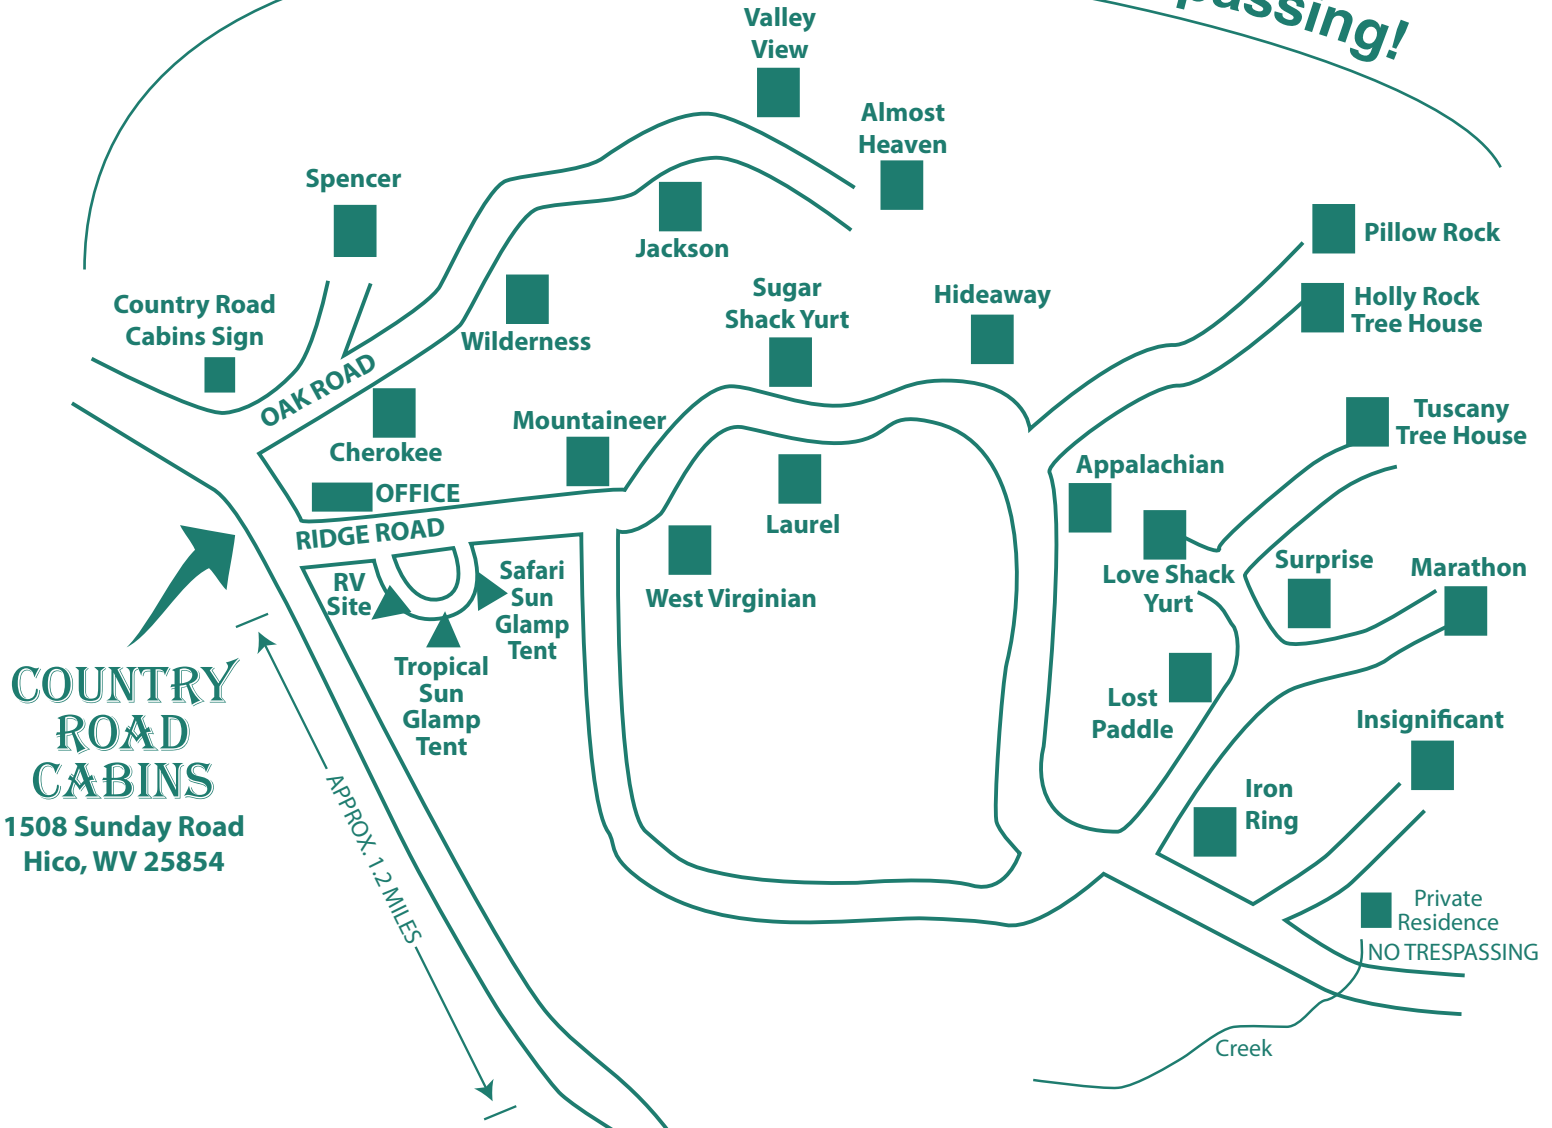 passing!
Valley
View
Almost
Heaven
Spencer
Jackson
Pillow Rock
Country Road
Cabins Sign
Sugar
Shack Yurt
Hideaway
Holly Rock
Tree House
Wilderness
OAK ROAD
Mountaineer
Cherokee
Tuscany
Tree House
Appalachian
OFFICE
RIDGE ROAD
Laurel
RV
Site
Safari
Sun
Glamp
Tent
West Virginian
Love Shack
Yurt
Surprise
Marathon
Tropical
Sun
Glamp
Tent
Lost
Paddle
Insignificant
COUNTRY
ROAD
CABINS
1508 Sunday Road
Hico, WV 25854
APPROX. 1.2 MILES
Iron
Ring
Private
Residence
NO TRESPASSING
Creek